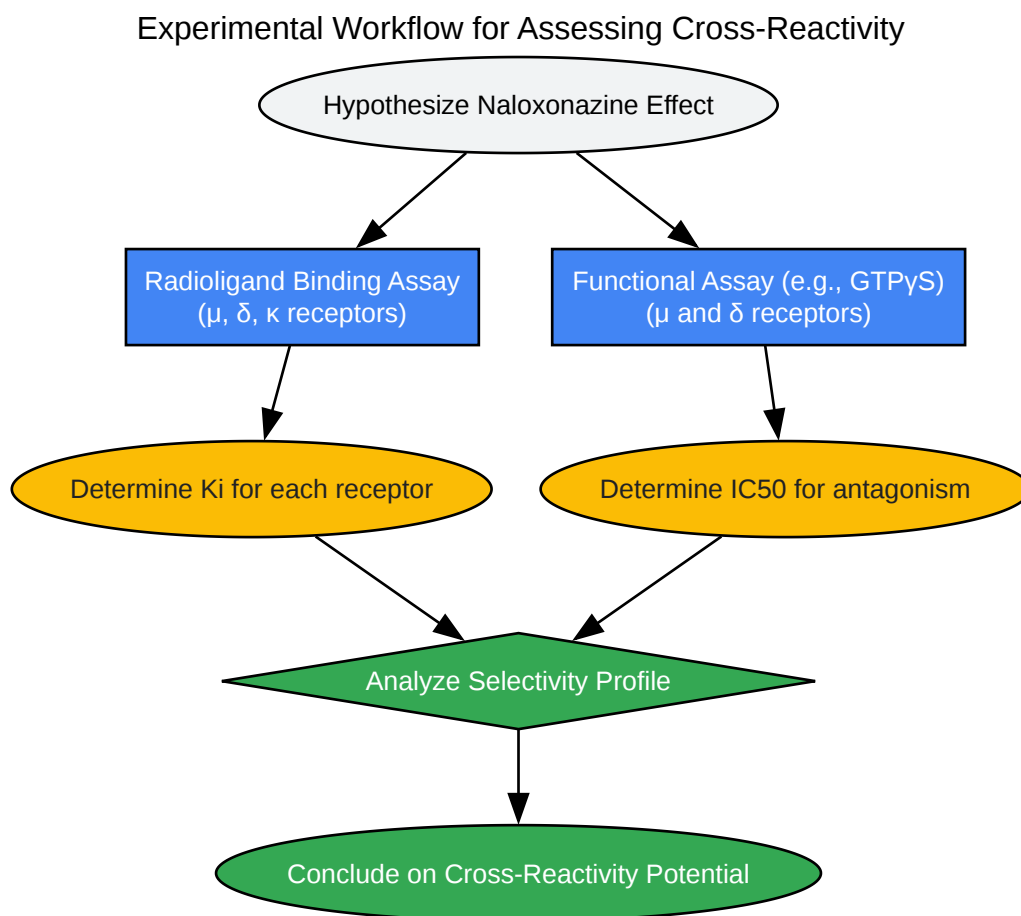 Experimental Workflow for Assessing Cross-Reactivity
Hypothesize Naloxonazine Effect
Radioligand Binding Assay
(μ, δ, κ receptors)
Functional Assay (e.g., GTPγS)
(μ and δ receptors)
Determine Ki for each receptor
Determine IC50 for antagonism
Analyze Selectivity Profile
Conclude on Cross-Reactivity Potential